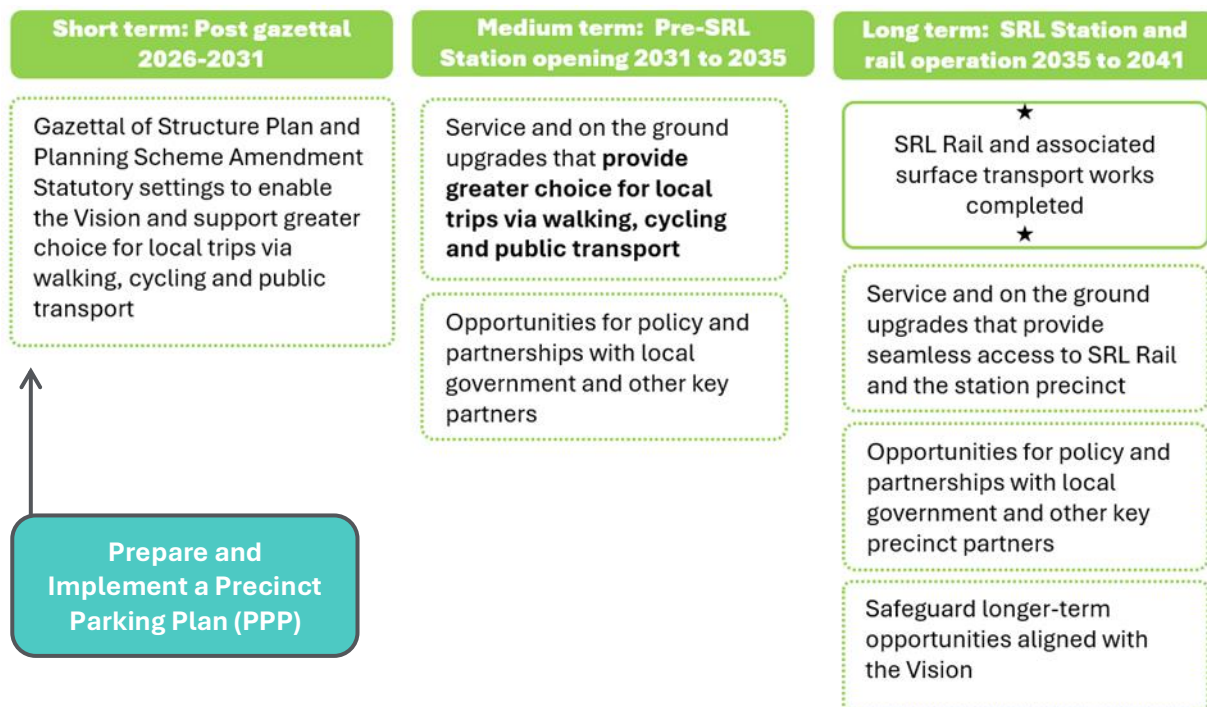 Short term: Post gazettal
2026-2031
Gazettal of Structure Plan and
Planning Scheme Amendment
Statutory settings to enable
the Vision and support greater
choice for local trips via
walking, cycling and public
transport
Prepare and
Implement a Precinct
Parking Plan (PPP)
Medium term: Pre-SRL
Station opening 2031 to 2035
Service and on the ground
upgrades that provide
greater choice for local
trips via walking, cycling
and public transport
Opportunities for policy and
partnerships with local
government and other key
partners
Long term: SRL Station and
rail operation 2035 to 2041
★
SRL Rail and associated
surface transport works
completed
★
Service and on the ground
upgrades that provide
seamless access to SRL Rail
and the station precinct
Opportunities for policy and
partnerships with local
government and other key
precinct partners
Safeguard longer-term
opportunities aligned with
the Vision